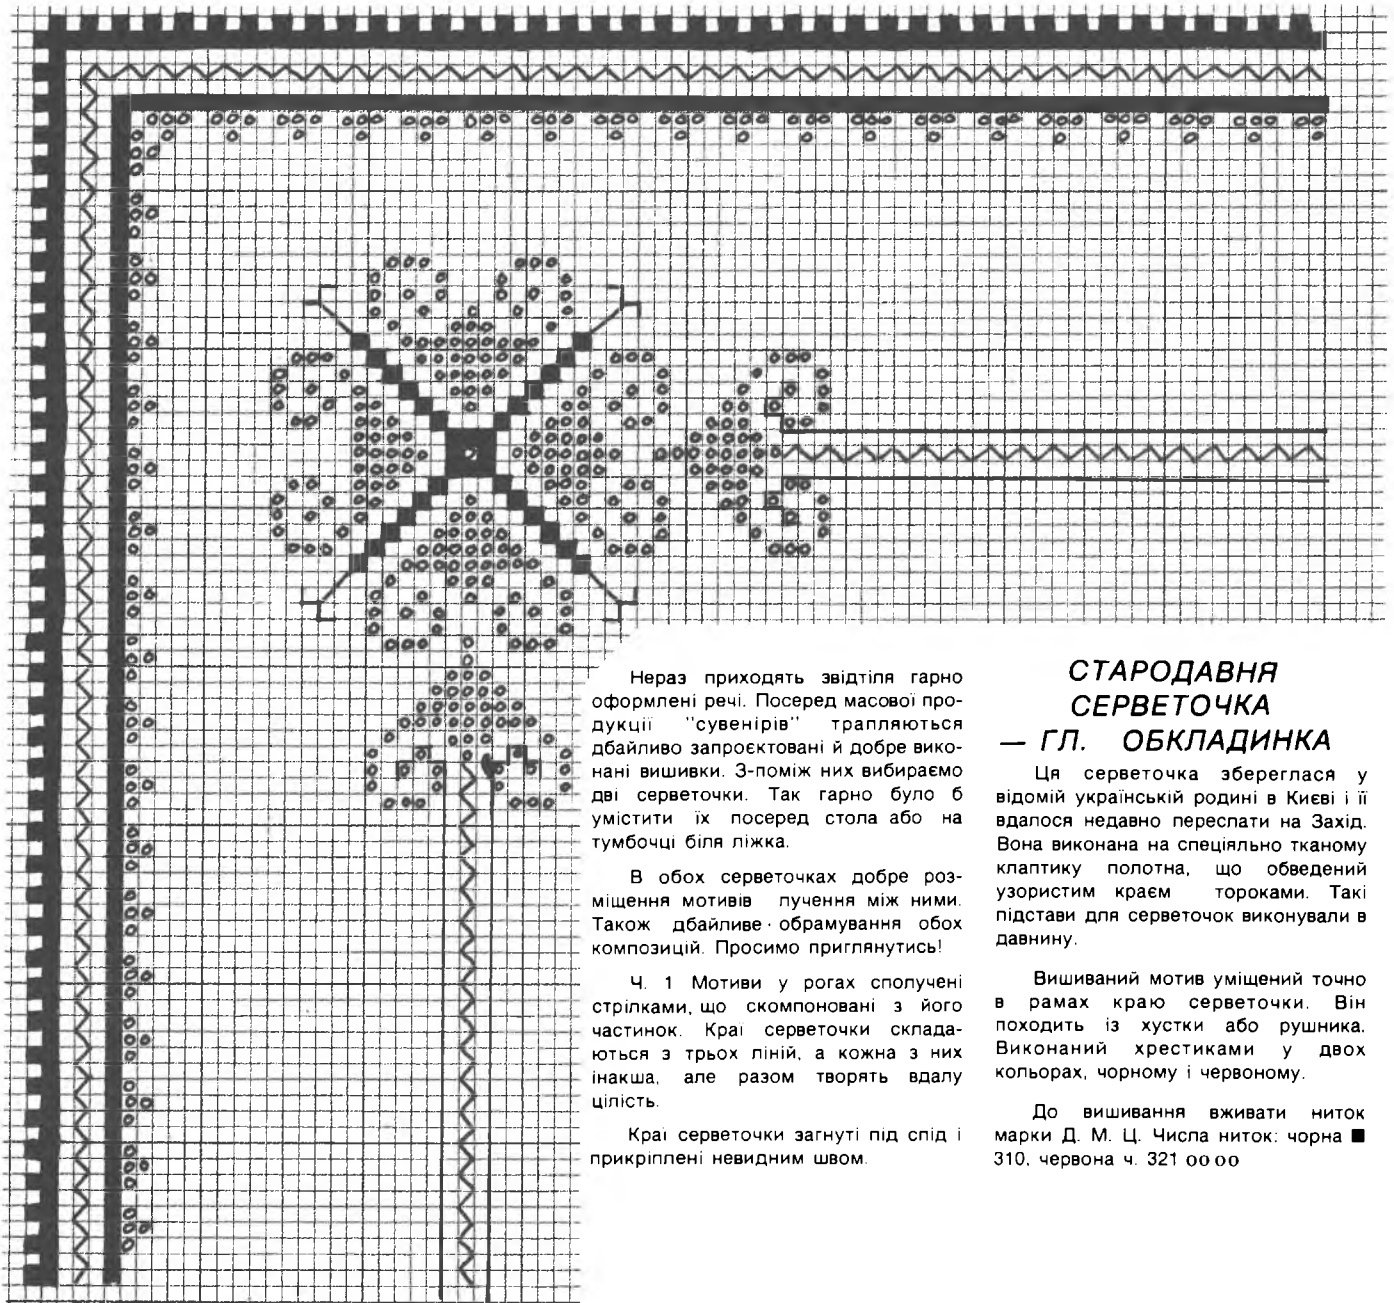 Нераз приходять звідтіля гарно
оформлені речі. Посеред масової про-
дукції "сувенірів" трапляються
дбайливо запроєктовані й добре вико-
нані вишивки. З-поміж них вибираємо
дві серветочки. Так гарно було б
умістити їх посеред стола або на
тумбочці біля ліжка.
В обох серветочках добре роз-
міщення мотивів лучення між ними.
Також дбайливе · обрамування обох
композицій. Просимо приглянутись!
Ч. 1 Мотиви у рогах сполучені
стрілками, що скомпоновані з його
частинок. Краї серветочки склада-
ються з трьох ліній, а кожна з них
інакша, але разом творять вдалу
цілість.
Краї серветочки загнуті під спід і
прикріплені невидним швом.
СТАРОДАВНЯ
СЕРВЕТОЧКА
— ГЛ. ОБКЛАДИНКА
Ця серветочка збереглася у
відомій українській родині в Києві і її
вдалося недавно переслати на Захід.
Вона виконана на спеціяльно тканому
клаптику полотна, що обведений
узористим краєм тороками. Такі
підстави для серветочок виконували в
давнину.
Вишиваний мотив уміщений точно
в рамах краю серветочки. Він
походить із хустки або рушника.
Виконаний хрестиками у двох
кольорах, чорному і червоному.
До вишивання вживати ниток
марки Д. М. Ц. Числа ниток: чорна ■
310, червона ч. 321 oo oo